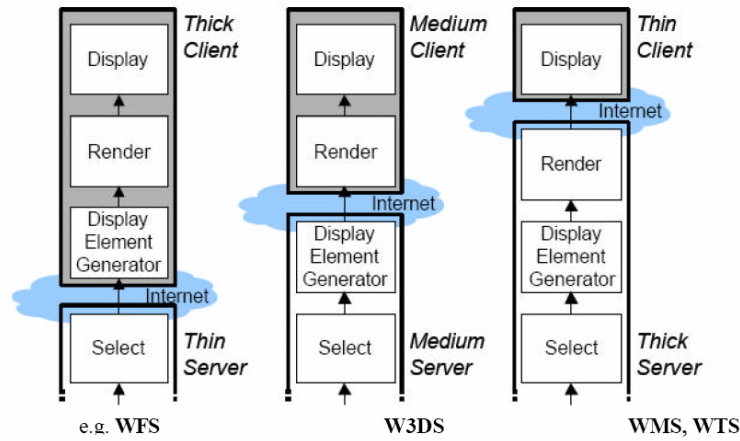 Thick
Client
Display
Render
Display
Element
Generator
Internet
Select
Thin
Server
e.g. WFS
Medium
Client
Display
Render
Internet
Display
Element
Generator
Select
Medium
Server
W3DS
Thin
Client
Display
Internet
Render
Display
Element
Generator
Select
Thick
Server
WMS, WTS